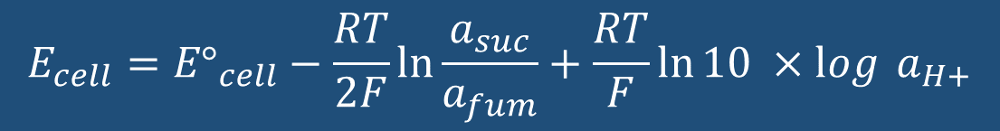 E_cell = E°_cell − RT/2F ln a_suc/a_fum + RT/F ln 10 × log a_H+